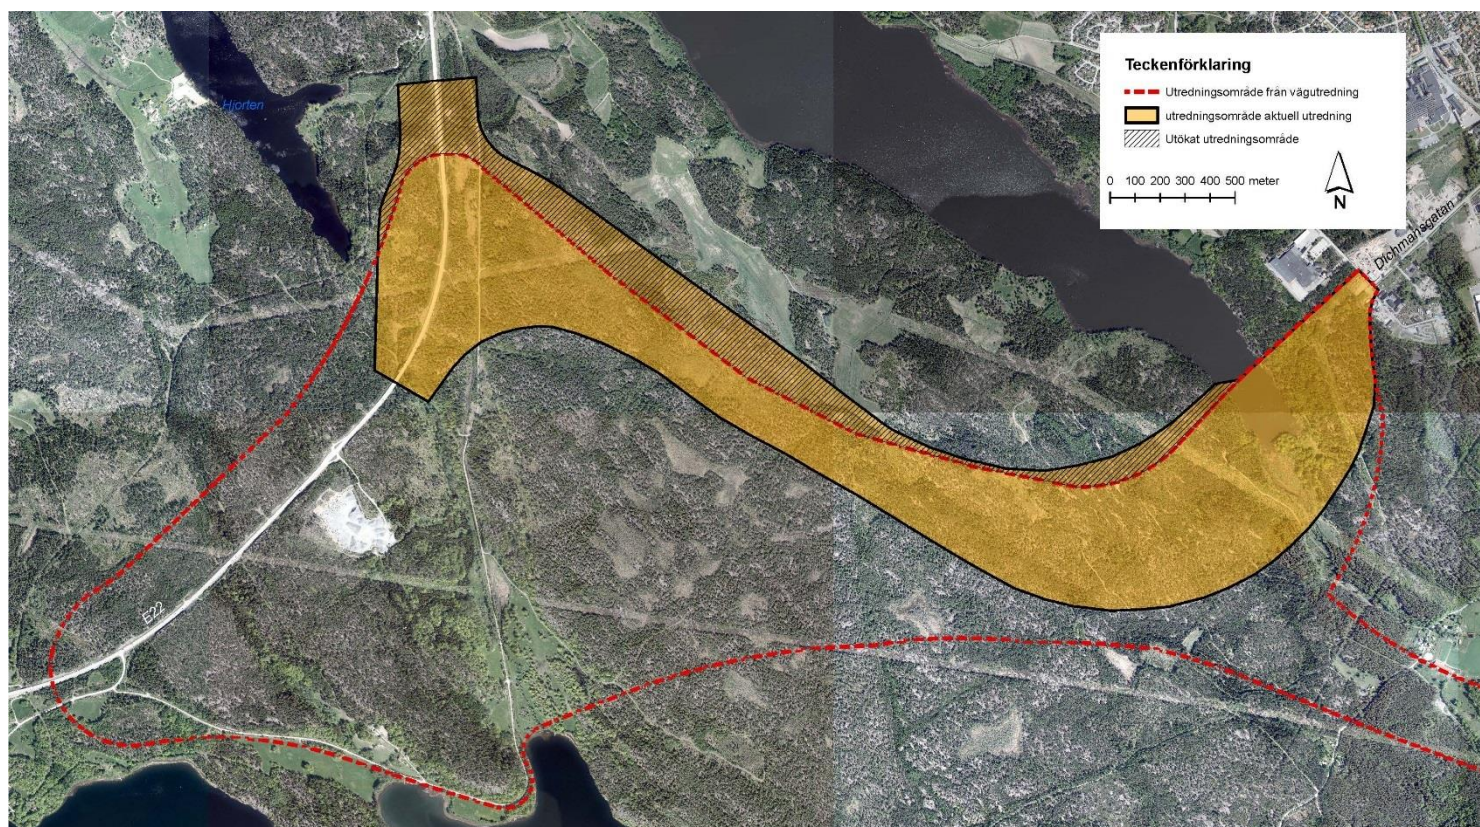 Hjorten
Teckenförklaring
Utredningsområde från vägutredning
utredningsområde aktuell utredning
Utökat utredningsområde
0 100 200 300 400 500 meter
N
Dichmansgatan
E22